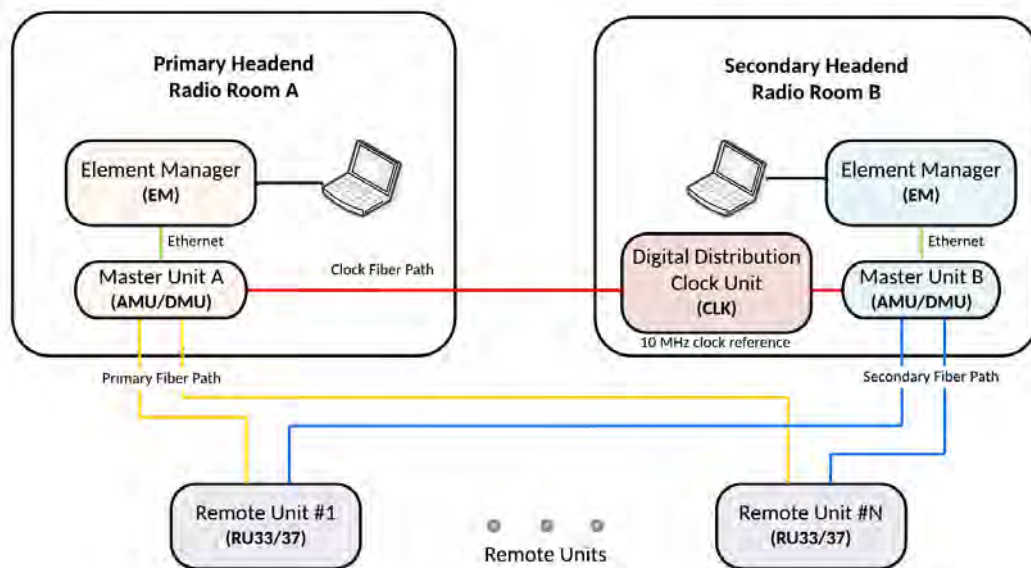 Primary Headend
Radio Room A
Secondary Headend
Radio Room B
Element Manager
(EM)
Element Manager
(EM)
Ethernet
Ethernet
Master Unit A
(AMU/DMU)
Clock Fiber Path
Digital Distribution
Clock Unit
(CLK)
Master Unit B
(AMU/DMU)
10 MHz clock reference
Primary Fiber Path
Secondary Fiber Path
Remote Unit #1
(RU33/37)
Remote Units
Remote Unit #N
(RU33/37)